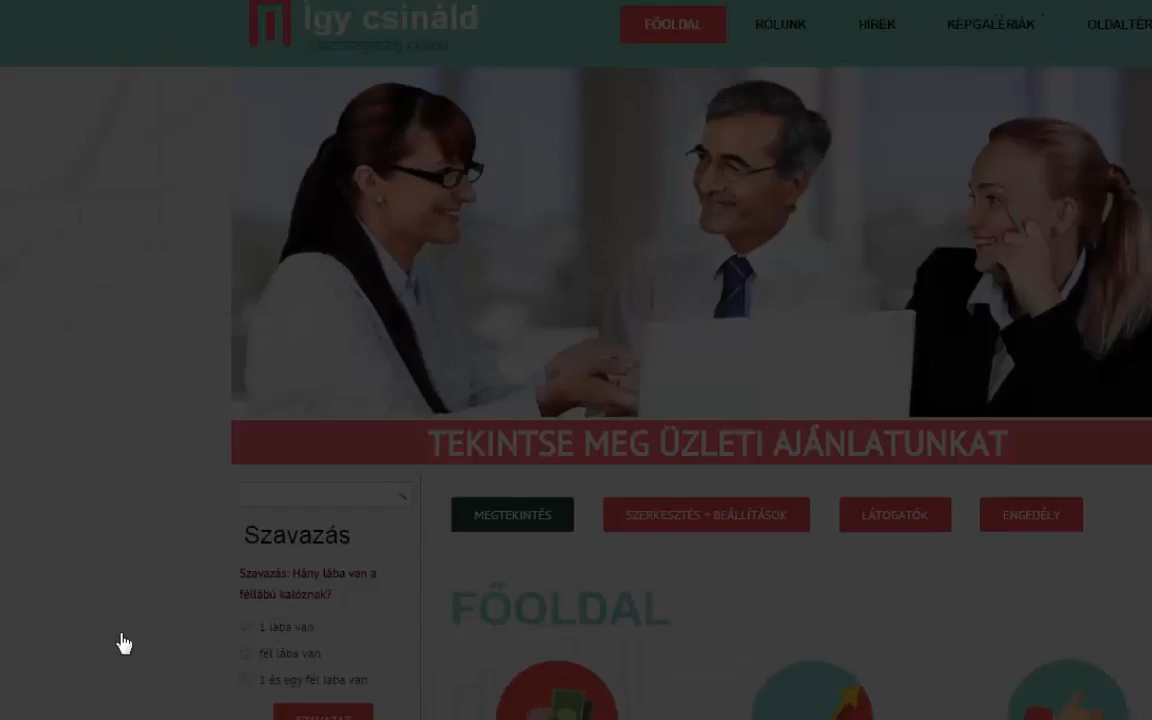 Így csináld
FŐOLDAL
RÓLUNK
HÍREK
KÉPGALÉRIÁK
TEKINTSE MEG ÜZLETI AJÁNLATUNKAT
MEGTEKINTÉS
SZERKESZTÉS + BEÁLLÍTÁSOK
LÁTOGATÓK
ENGEDÉLY
Szavazás
Szavazás: Hány lába van a
féllábú kalóznak?
1 lába van
fél lába van
1 és egy fél lába van
FŐOLDAL